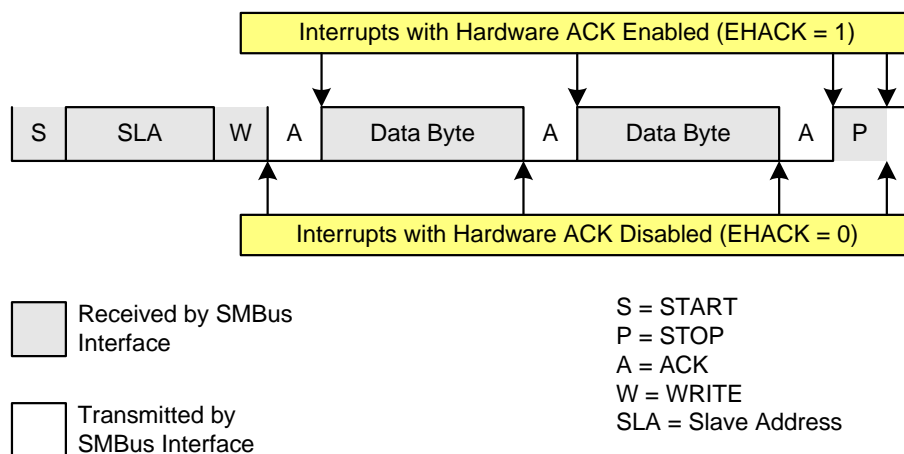 Interrupts with Hardware ACK Enabled (EHACK = 1)
S SLA W A Data Byte A Data Byte A P
Interrupts with Hardware ACK Disabled (EHACK = 0)
Received by SMBus
Interface
Transmitted by
SMBus Interface
S = START
P = STOP
A = ACK
W = WRITE
SLA = Slave Address